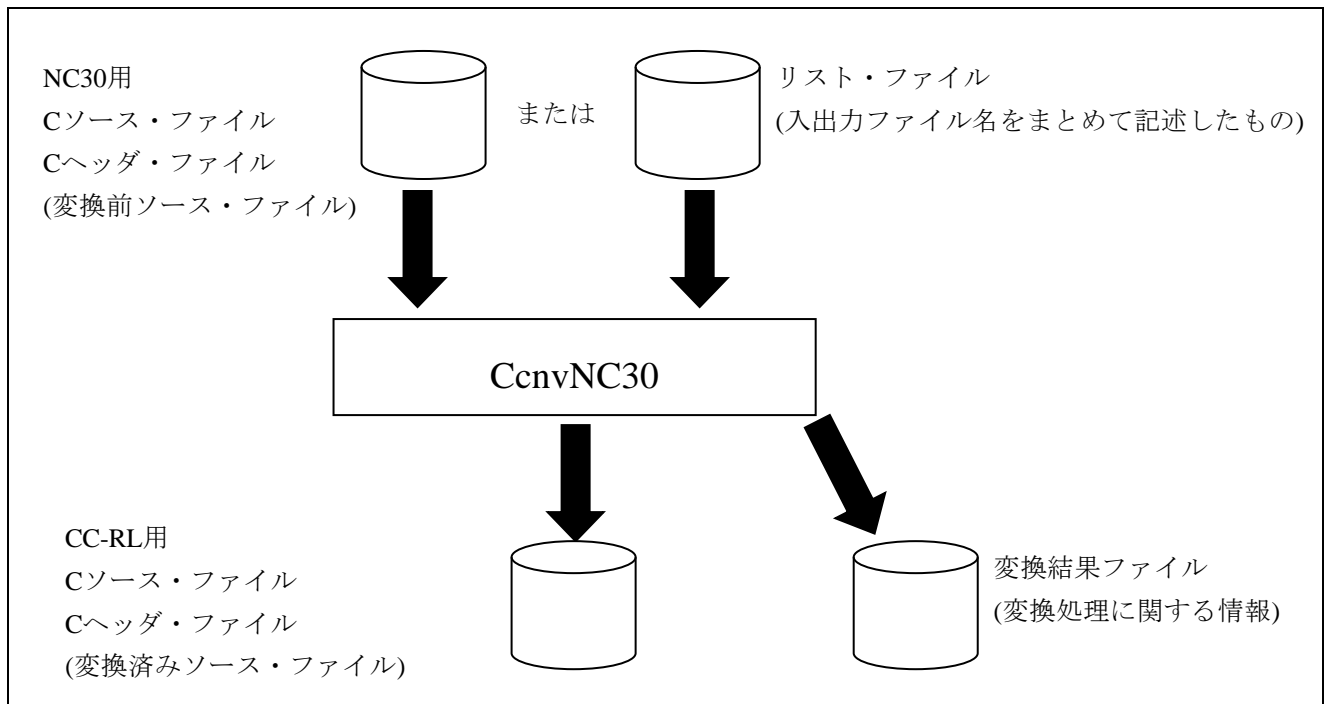 NC30用
Cソース・ファイル
Cヘッダ・ファイル
(変換前ソース・ファイル)
または
リスト・ファイル
(入出力ファイル名をまとめて記述したもの)
CcnvNC30
CC-RL用
Cソース・ファイル
Cヘッダ・ファイル
(変換済みソース・ファイル)
変換結果ファイル
(変換処理に関する情報)